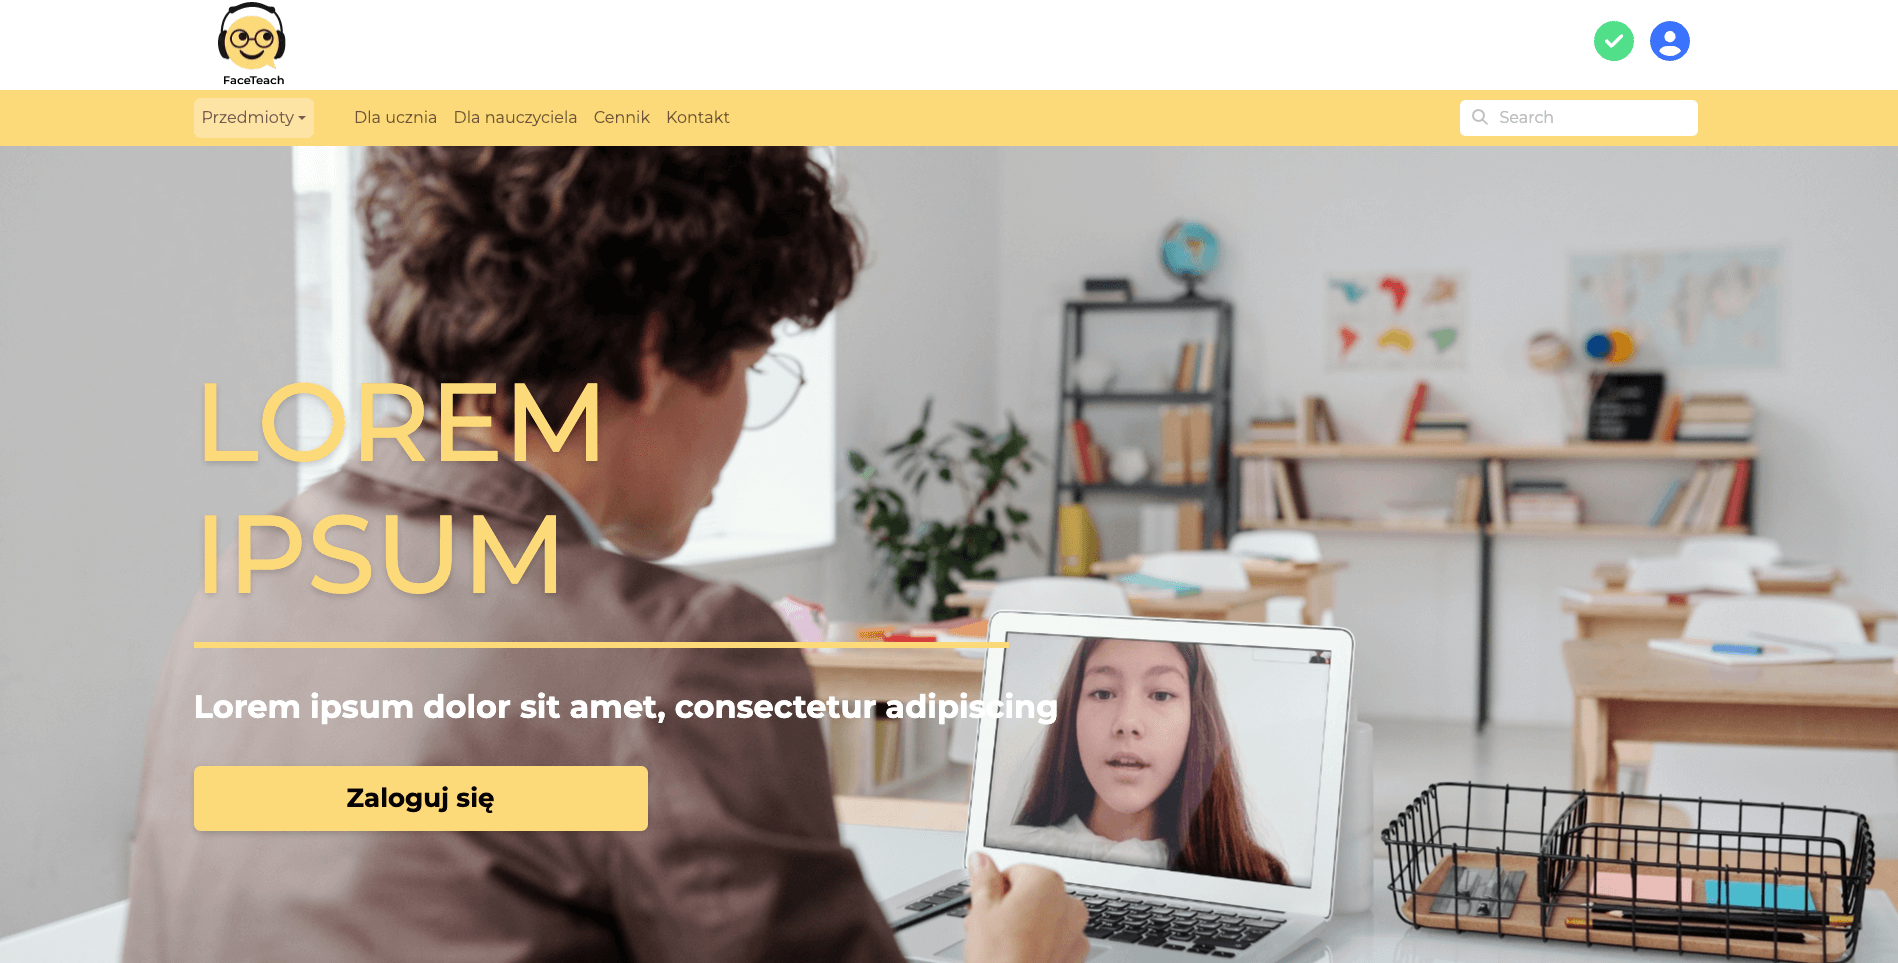 FaceTeach
Przedmioty
Dla ucznia
Dla nauczyciela
Cennik
Kontakt
Search
LOREM
IPSUM
Lorem ipsum dolor sit amet, consectetur adipiscing
Zaloguj się